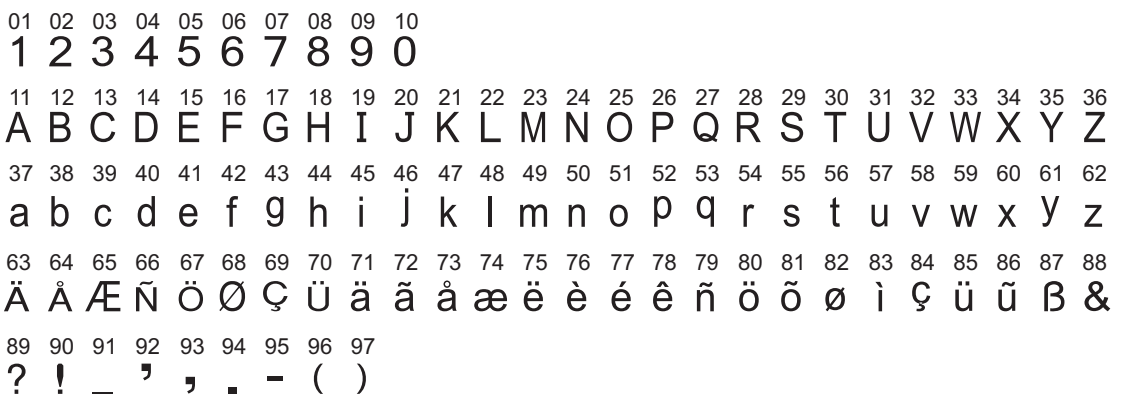 01 02 03 04 05 06 07 08 09 10
1 2 3 4 5 6 7 8 9 0
11 12 13 14 15 16 17 18 19 20 21 22 23 24 25 26 27 28 29 30 31 32 33 34 35 36
A B C D E F G H I J K L M N O P Q R S T U V W X Y Z
37 38 39 40 41 42 43 44 45 46 47 48 49 50 51 52 53 54 55 56 57 58 59 60 61 62
a b c d e f g h i j k l m n o p q r s t u v w x y z
63 64 65 66 67 68 69 70 71 72 73 74 75 76 77 78 79 80 81 82 83 84 85 86 87 88
Ä Å Æ Ñ Ö Ø Ç Ü ä ã å æ ë è é ê ñ ö õ ø ì ç ü ũ ß &
89 90 91 92 93 94 95 96 97
? ! _ ’ , . - ( )